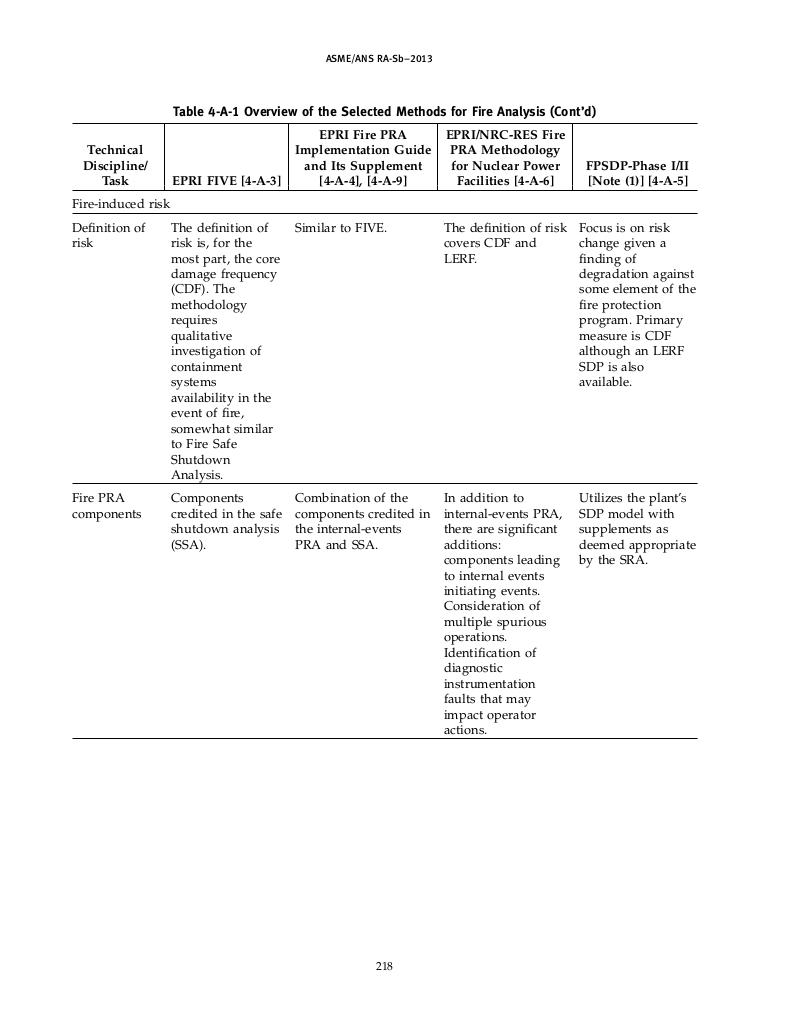 ASME/ANS RA-Sb–2013
Table 4-A-1 Overview of the Selected Methods for Fire Analysis (Cont’d)
Technical
Discipline/
Task
EPRI FIVE [4-A-3]
EPRI Fire PRA
Implementation Guide
and Its Supplement
[4-A-4], [4-A-9]
EPRI/NRC-RES Fire
PRA Methodology
for Nuclear Power
Facilities [4-A-6]
FPSDP-Phase I/II
[Note (1)] [4-A-5]
Fire-induced risk
Definition of
risk
The definition of
risk is, for the
most part, the core
damage frequency
(CDF). The
methodology
requires
qualitative
investigation of
containment
systems
availability in the
event of fire,
somewhat similar
to Fire Safe
Shutdown
Analysis.
Similar to FIVE.
The definition of risk
covers CDF and
LERF.
Focus is on risk
change given a
finding of
degradation against
some element of the
fire protection
program. Primary
measure is CDF
although an LERF
SDP is also
available.
Fire PRA
components
Components
credited in the safe
shutdown analysis
(SSA).
Combination of the
components credited in
the internal-events
PRA and SSA.
In addition to
internal-events PRA,
there are significant
additions:
components leading
to internal events
initiating events.
Consideration of
multiple spurious
operations.
Identification of
diagnostic
instrumentation
faults that may
impact operator
actions.
Utilizes the plant’s
SDP model with
supplements as
deemed appropriate
by the SRA.
218